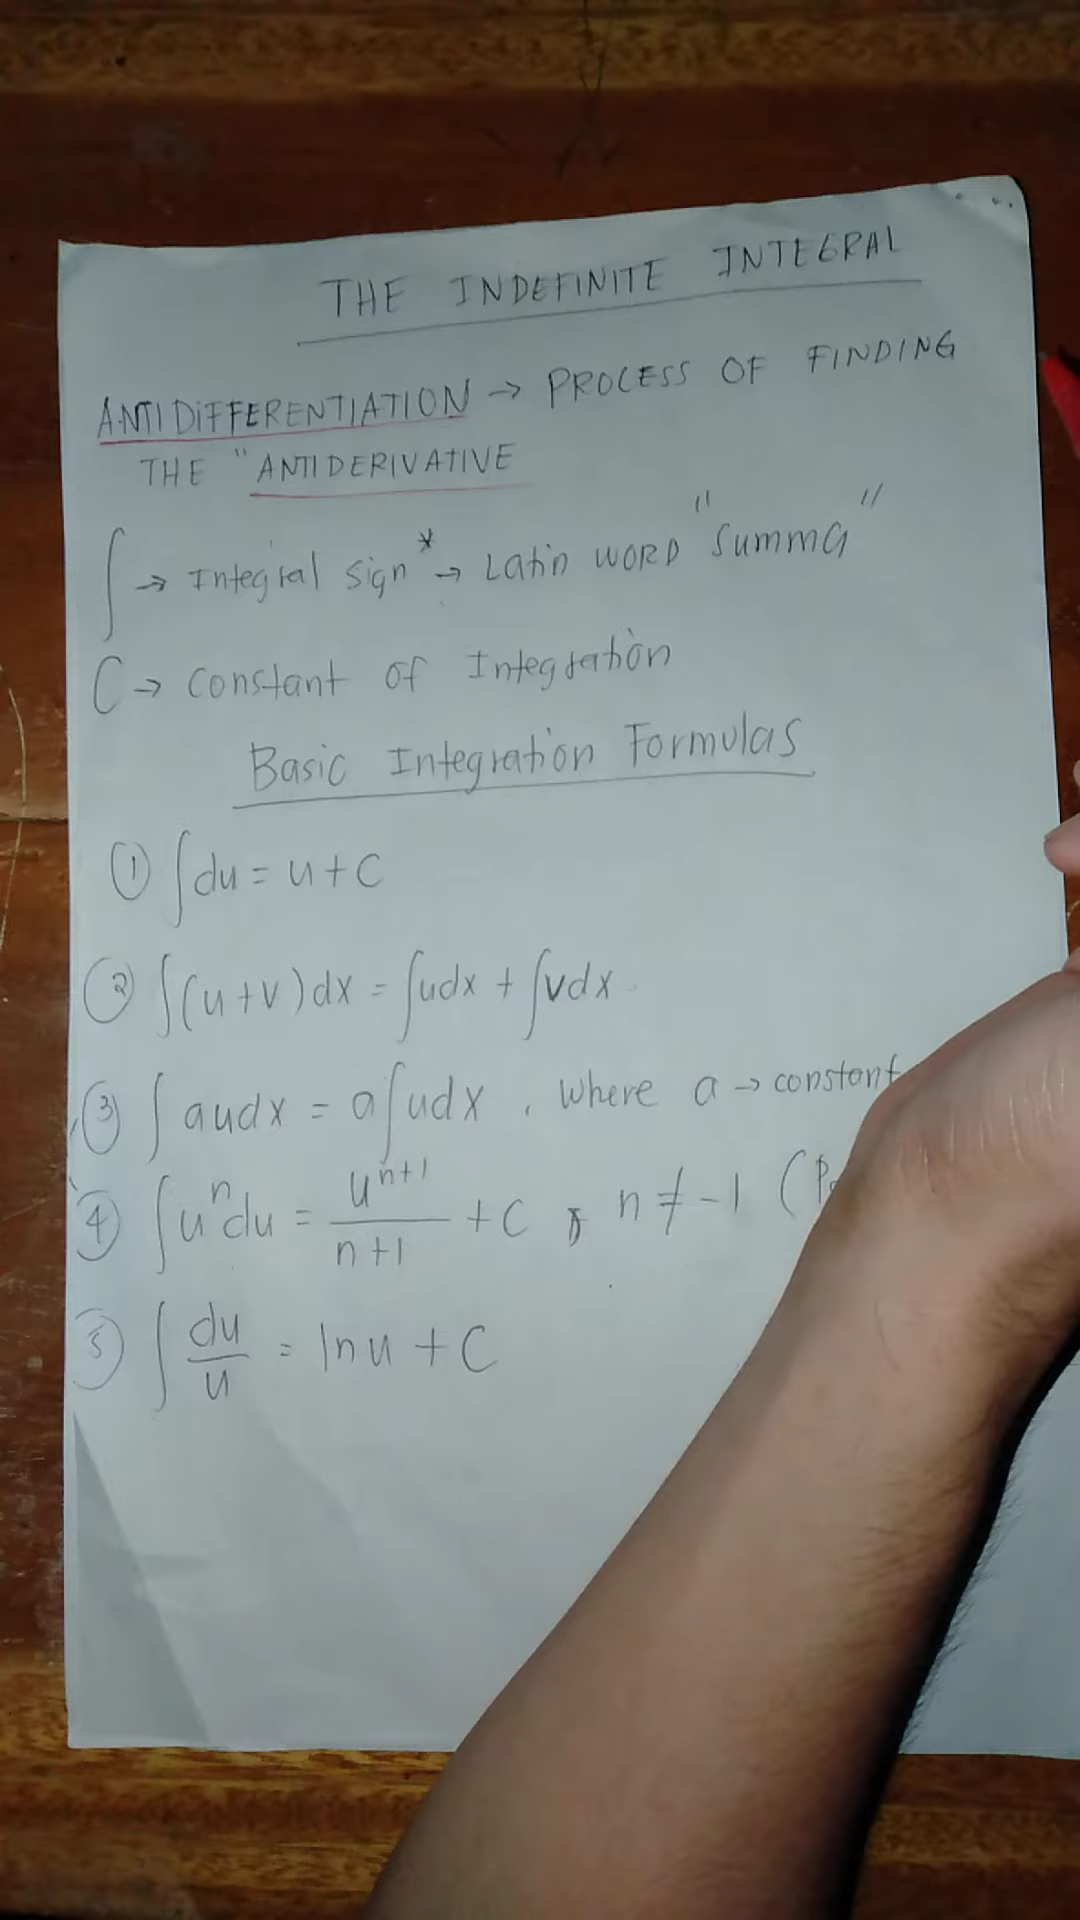 THE INDEFINITE INTEGRAL
ANTIDIFFERENTIATION → PROCESS OF FINDING
THE "ANTIDERIVATIVE
∫ → Integral sign* → Latin WORD "Summa"
C → constant of Integration
Basic Integration Formulas
① ∫du = u + C
② ∫(u + v)dx = ∫udx + ∫vdx
③ ∫audx = a∫udx, where a → constant
④ ∫uⁿdu = uⁿ⁺¹/n+1 + C, n ≠ -1 (
⑤ ∫du/u = ln u + C